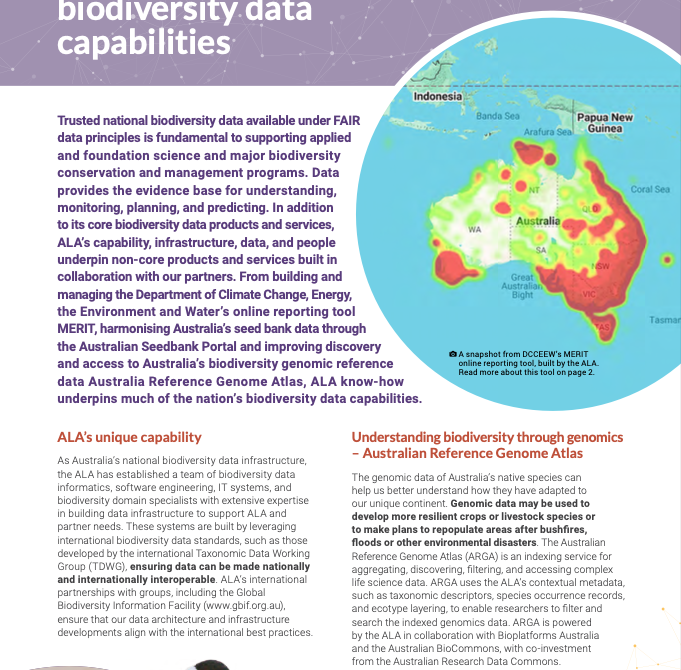 biodiversity data
capabilities
Trusted national biodiversity data available under FAIR
data principles is fundamental to supporting applied
and foundation science and major biodiversity
conservation and management programs. Data
provides the evidence base for understanding,
monitoring, planning, and predicting. In addition
to its core biodiversity data products and services,
ALA's capability, infrastructure, data, and people
underpin non-core products and services built in
collaboration with our partners. From building and
managing the Department of Climate Change, Energy,
the Environment and Water's online reporting tool
MERIT, harmonising Australia's seed bank data through
the Australian Seedbank Portal and improving discovery
and access to Australia's biodiversity genomic reference
data Australia Reference Genome Atlas, ALA know-how
underpins much of the nation's biodiversity data capabilities.
Indonesia
Banda Sea
Papua New
Guinea
Arafura Sea
Coral Sea
NT
QLD
Australia
WA
SA
Great
Australian
Bight
NSW
VIC
TAS
Tasmar
A snapshot from DCCEEW's MERIT
online reporting tool, built by the ALA.
Read more about this tool on page 2.
ALA's unique capability
As Australia's national biodiversity data infrastructure,
the ALA has established a team of biodiversity data
informatics, software engineering, IT systems, and
biodiversity domain specialists with extensive expertise
in building data infrastructure to support ALA and
partner needs. These systems are built by leveraging
international biodiversity data standards, such as those
developed by the international Taxonomic Data Working
Group (TDWG), ensuring data can be made nationally
and internationally interoperable. ALA's international
partnerships with groups, including the Global
Biodiversity Information Facility (www.gbif.org.au),
ensure that our data architecture and infrastructure
developments align with the international best practices.
Understanding biodiversity through genomics
– Australian Reference Genome Atlas
The genomic data of Australia's native species can
help us better understand how they have adapted to
our unique continent. Genomic data may be used to
develop more resilient crops or livestock species or
to make plans to repopulate areas after bushfires,
floods or other environmental disasters. The Australian
Reference Genome Atlas (ARGA) is an indexing service for
aggregating, discovering, filtering, and accessing complex
life science data. ARGA uses the ALA's contextual metadata,
such as taxonomic descriptors, species occurrence records,
and ecotype layering, to enable researchers to filter and
search the indexed genomics data. ARGA is powered
by the ALA in collaboration with Bioplatforms Australia
and the Australian BioCommons, with co-investment
from the Australian Research Data Commons.